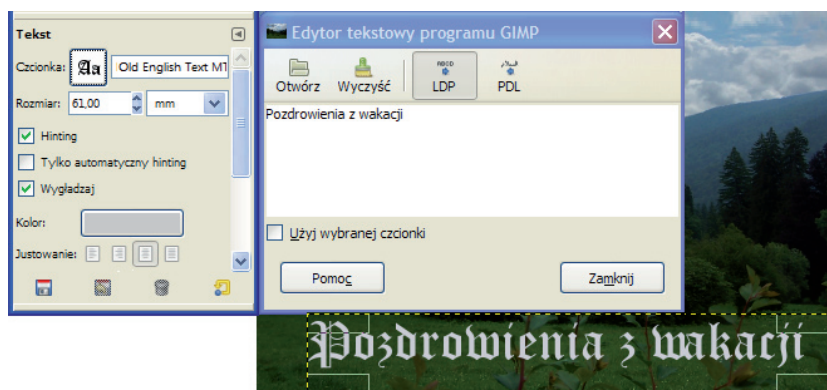 Tekst
Czcionka: Aa Old English Text MT
Rozmiar: 61,00 mm
Hinting
Tylko automatyczny hinting
Wygładzaj
Kolor:
Justowanie:
Edytor tekstowy programu GIMP
Otwórz Wyczyść LDP PDL
Pozdrowienia z wakacji
Użyj wybranej czcionki
Pomoc Zamknij
Pozdrowienia z wakacji